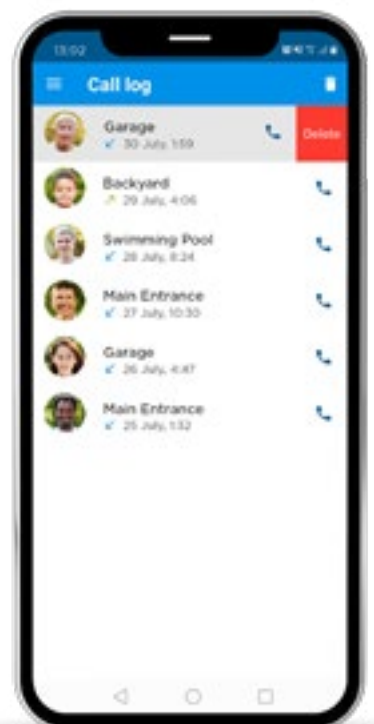 13:02
Call log
Garage
30 July, 1:59
Delete
Backyard
29 July, 4:06
Swimming Pool
28 July, 8:24
Main Entrance
27 July, 10:30
Garage
26 July, 4:47
Main Entrance
25 July, 1:32